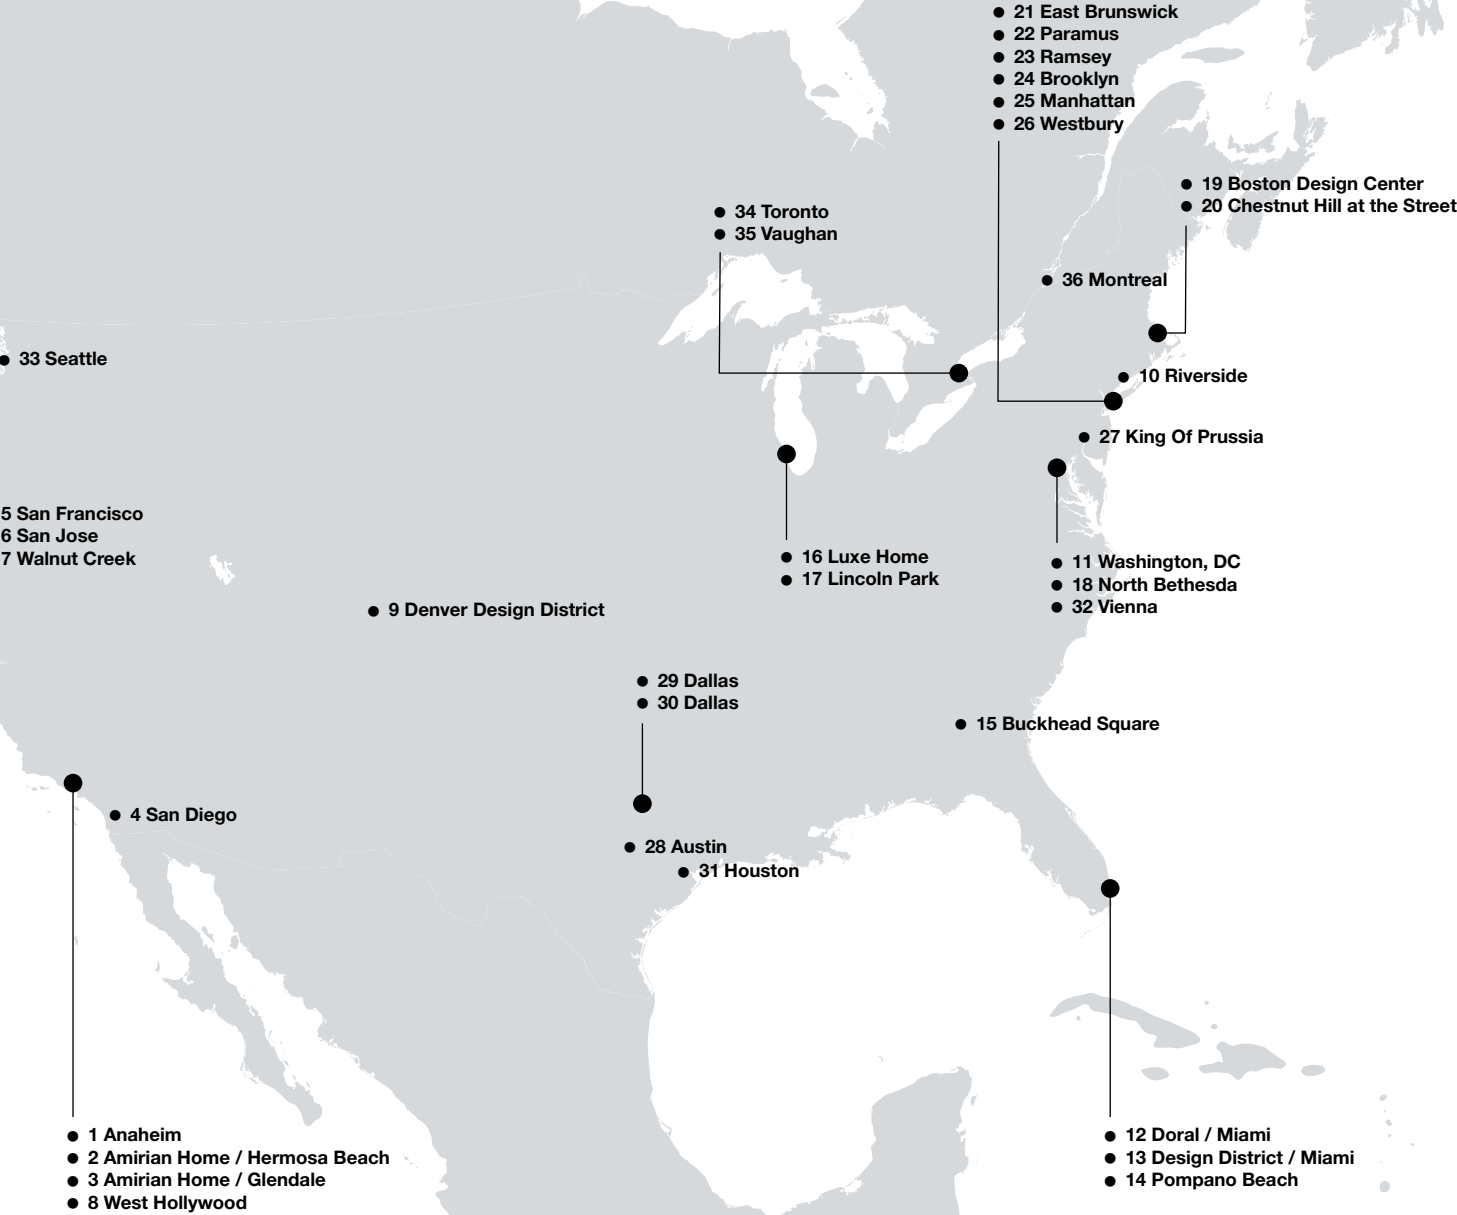 21 East Brunswick
22 Paramus
23 Ramsey
24 Brooklyn
25 Manhattan
26 Westbury
19 Boston Design Center
20 Chestnut Hill at the Street
34 Toronto
35 Vaughan
36 Montreal
33 Seattle
10 Riverside
27 King Of Prussia
5 San Francisco
6 San Jose
7 Walnut Creek
16 Luxe Home
17 Lincoln Park
11 Washington, DC
18 North Bethesda
32 Vienna
9 Denver Design District
29 Dallas
30 Dallas
15 Buckhead Square
4 San Diego
28 Austin
31 Houston
1 Anaheim
2 Amirian Home / Hermosa Beach
3 Amirian Home / Glendale
8 West Hollywood
12 Doral / Miami
13 Design District / Miami
14 Pompano Beach